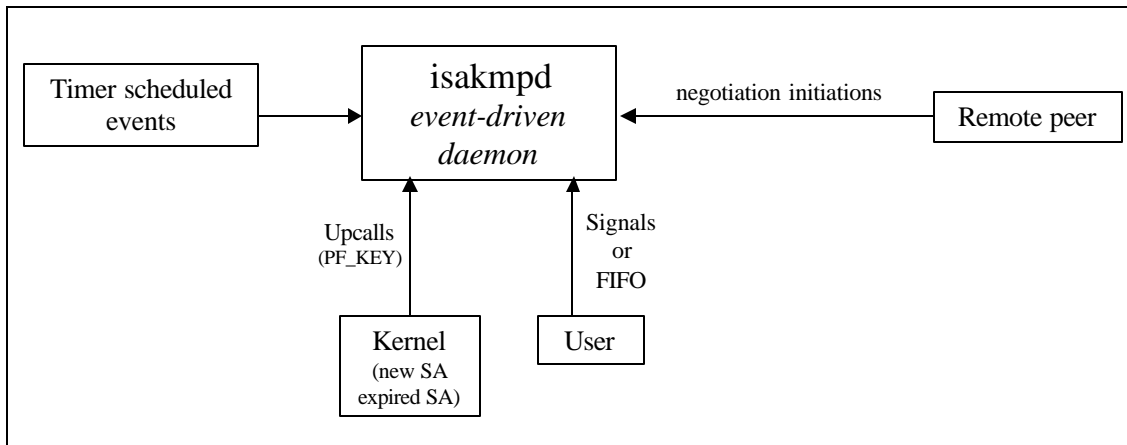 Timer scheduled
events
isakmpd
event-driven
daemon
negotiation initiations
Remote peer
Upcalls
(PF_KEY)
Signals
or
FIFO
Kernel
(new SA
expired SA)
User